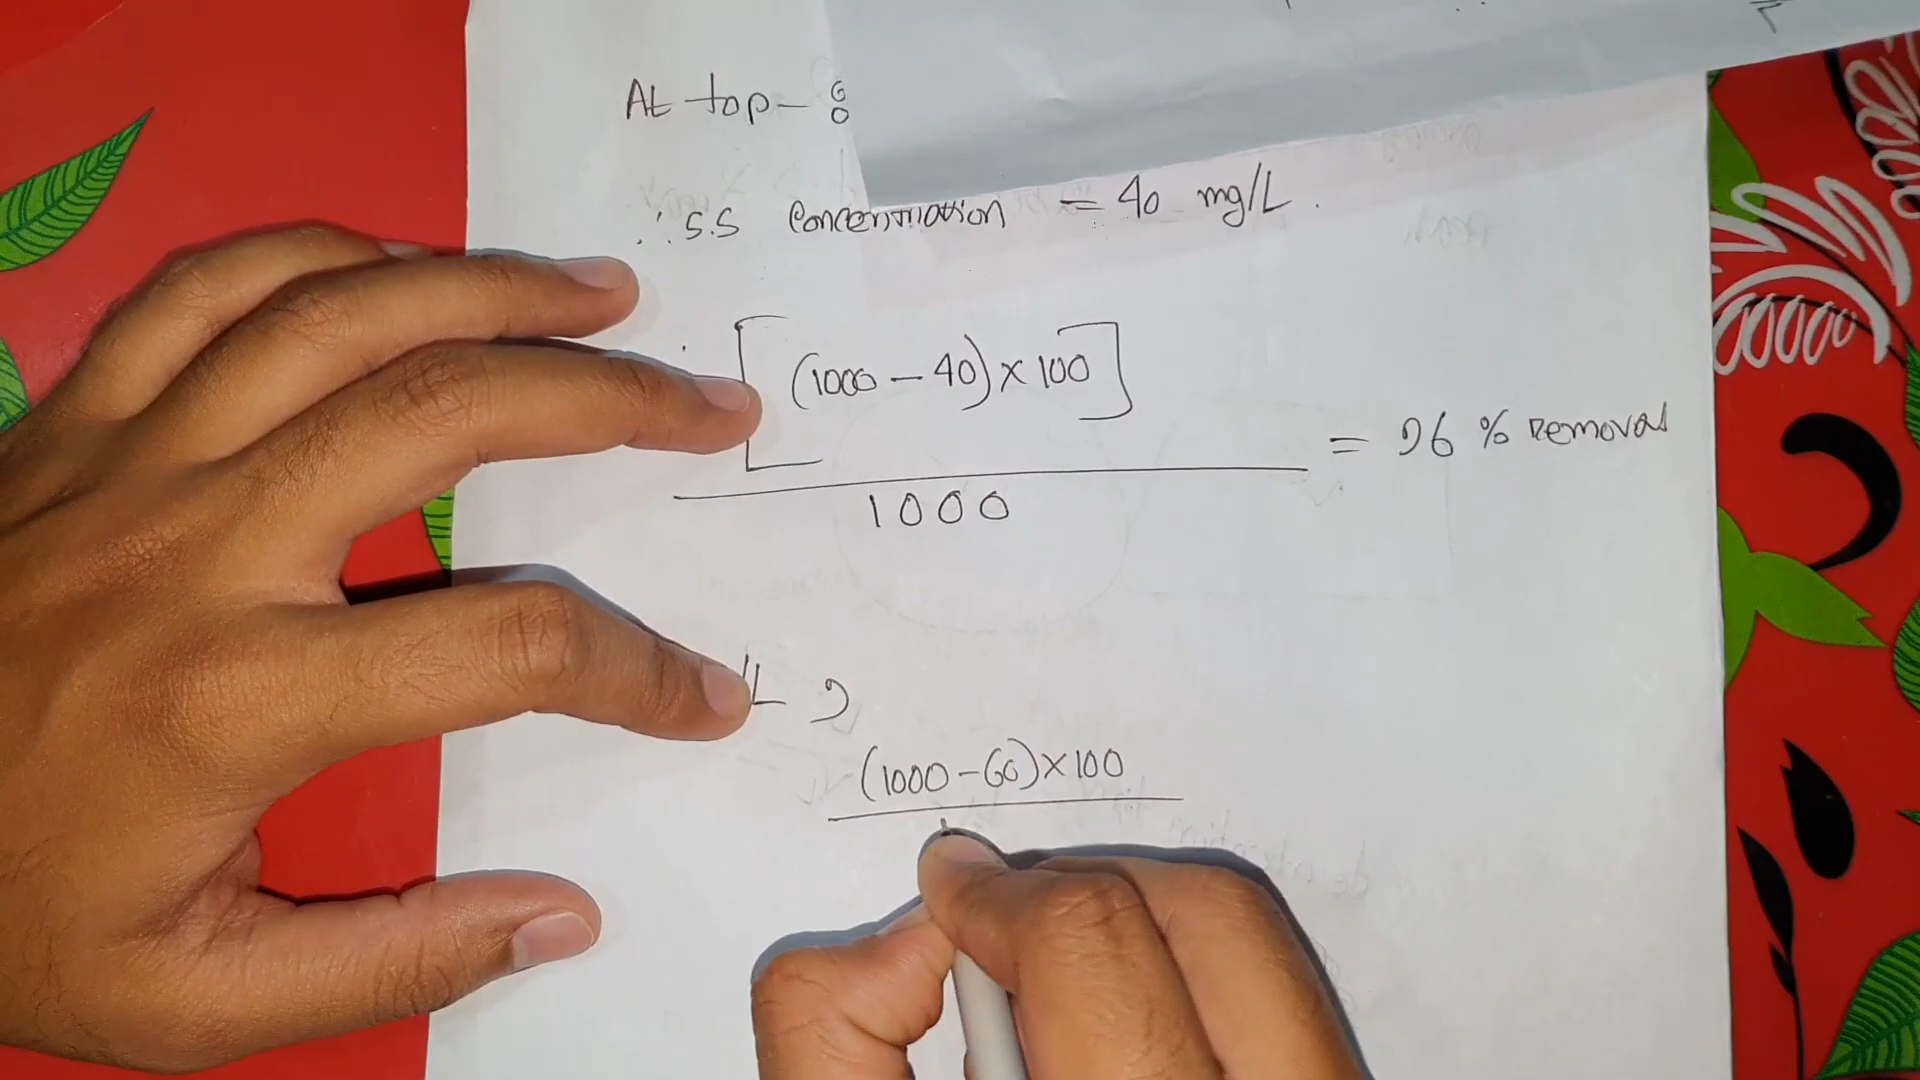 At top - :
∴ S.S Concentration = 40 mg/L .
[(1000 - 40) x 100]
= 96 % removal
1000
/L ,
(1000 - 60) x 100